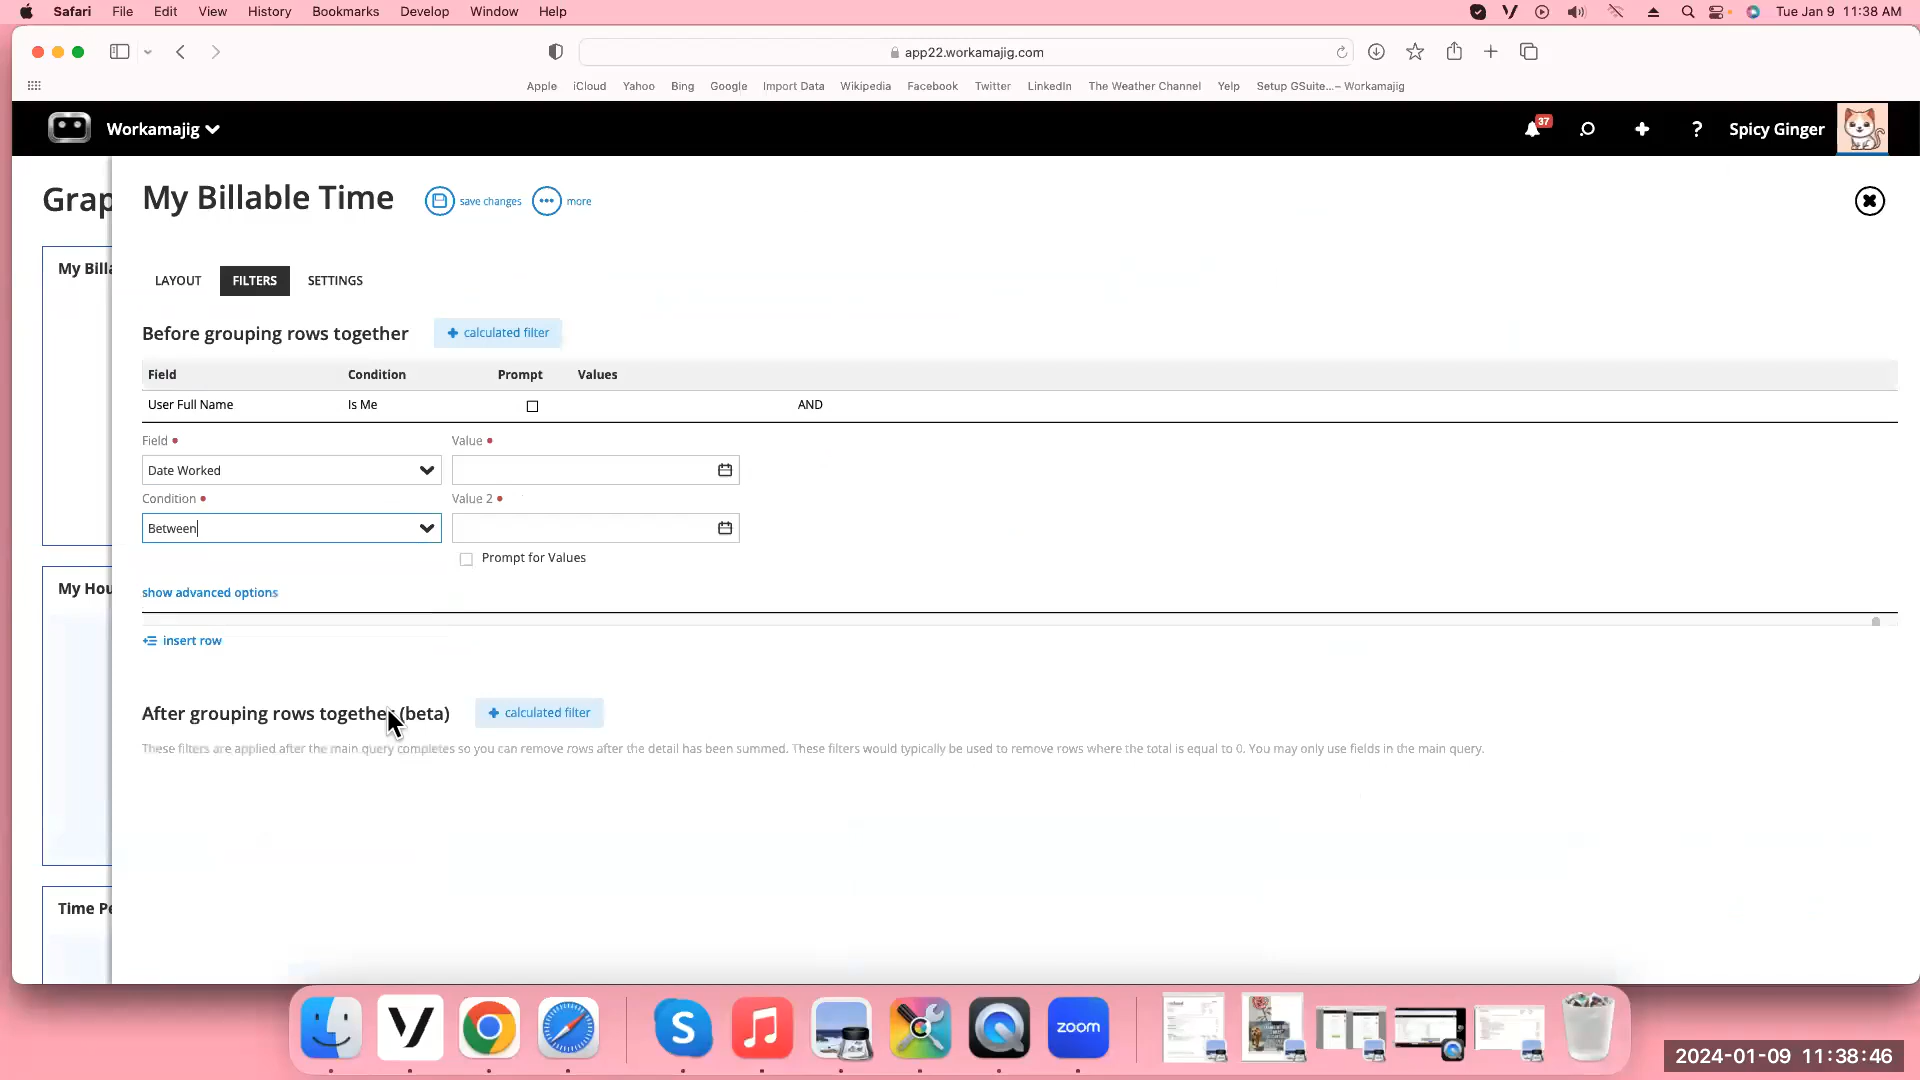 Safari File Edit View History Bookmarks Develop Window Help Tue Jan 9 11:38 AM
app22.workamajig.com
Apple iCloud Yahoo Bing Google Import Data Wikipedia Facebook Twitter LinkedIn The Weather Channel Yelp Setup GSuite...– Workamajig
Workamajig 37 ? Spicy Ginger
Grap
My Billable Time save changes more
My Billa
LAYOUT FILTERS SETTINGS
Before grouping rows together + calculated filter
Field Condition Prompt Values
User Full Name Is Me AND
Field Value
Date Worked
Condition Value 2
Between
Prompt for Values
My Hou
show advanced options
insert row
After grouping rows together (beta) + calculated filter
These filters are applied after the main query completes so you can remove rows after the detail has been summed. These filters would typically be used to remove rows where the total is equal to 0. You may only use fields in the main query.
Time Pe
zoom
2024-01-09 11:38:46